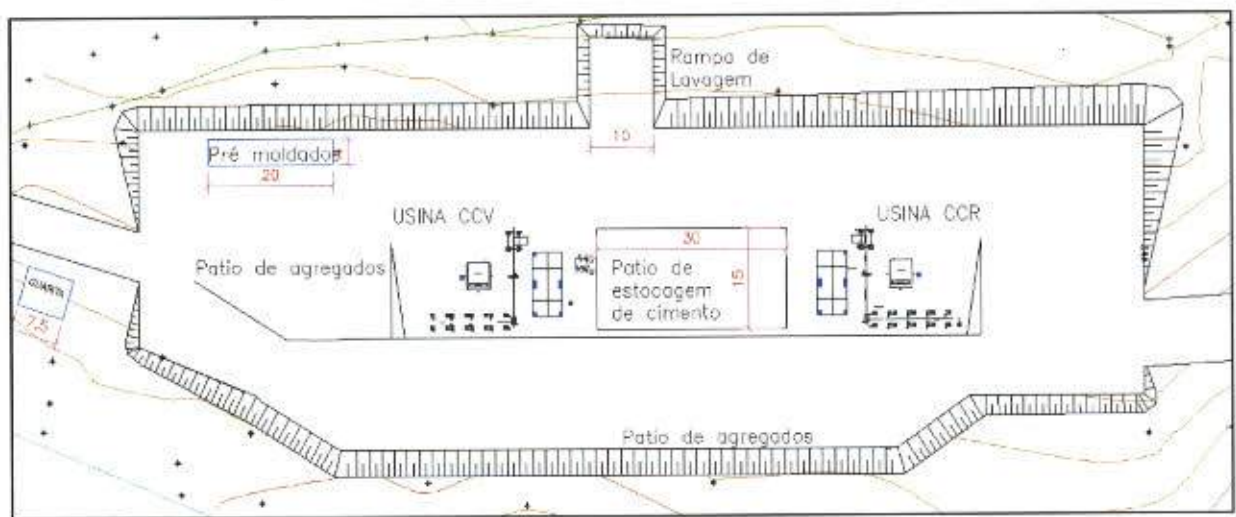 Rampa de
Lavagem
10
Pré moldados
20
USINA CCV
USINA CCR
30
Patio de agregados
Patio de
estocagem
de cimento
15
GUARITA
7,5
Patio de agregados